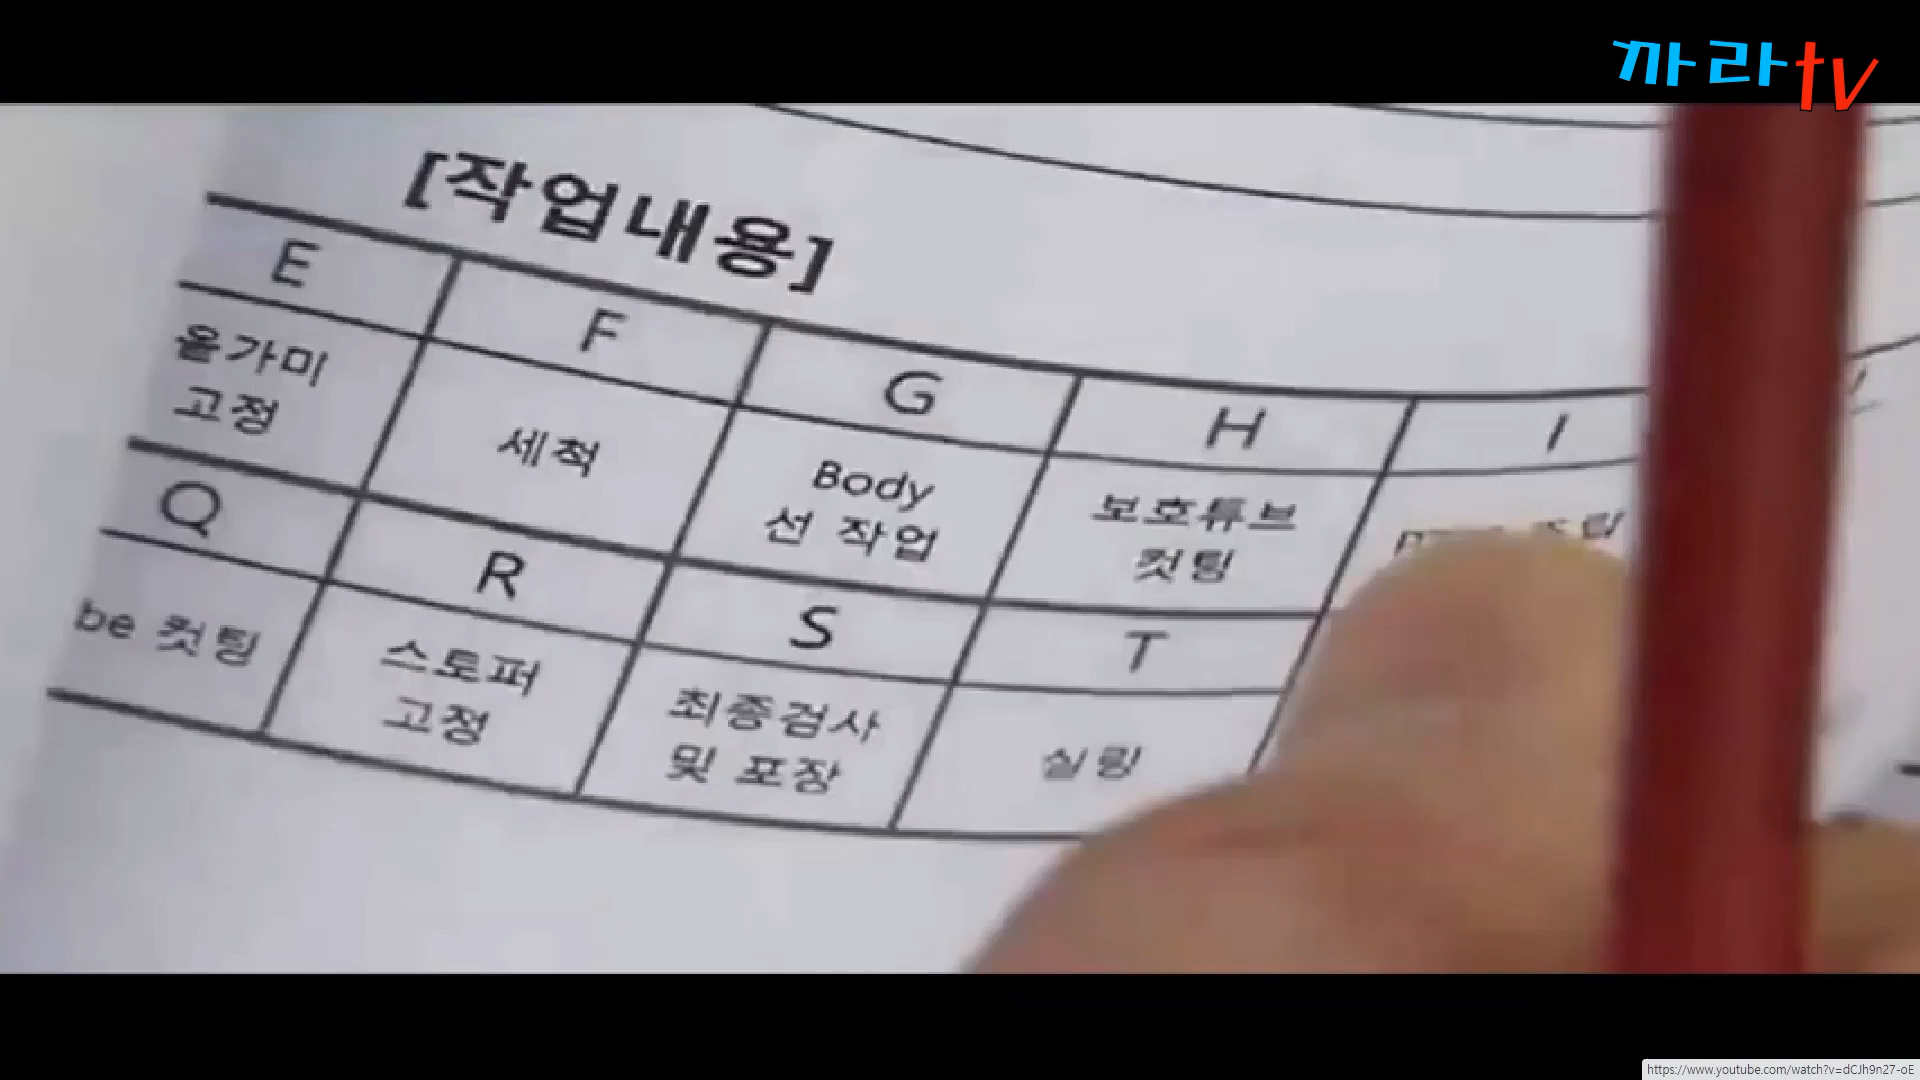 까라tv
[작업내용]
E F G H I
올가미
고정
세척
Body
선 작업
보호튜브
컷팅
Q R S T
be 컷팅
스토퍼
고정
최종검사
및 포장
실링
https://www.youtube.com/watch?v=dCJh9n27-oE